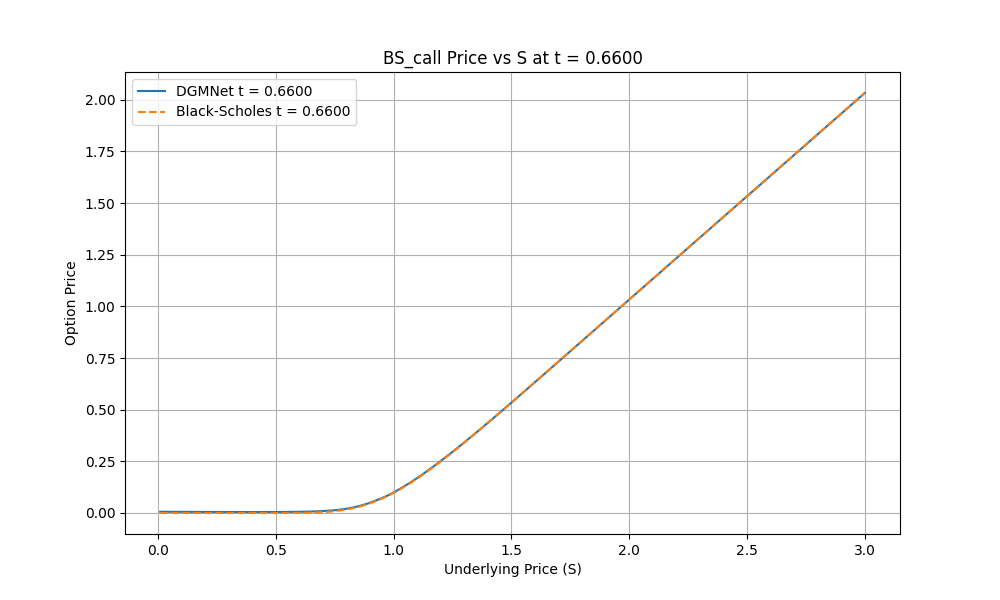 BS_call Price vs S at t = 0.6600
DGMNet t = 0.6600
Black-Scholes t = 0.6600
Option Price
2.00
1.75
1.50
1.25
1.00
0.75
0.50
0.25
0.00
0.0 0.5 1.0 1.5 2.0 2.5 3.0
Underlying Price (S)